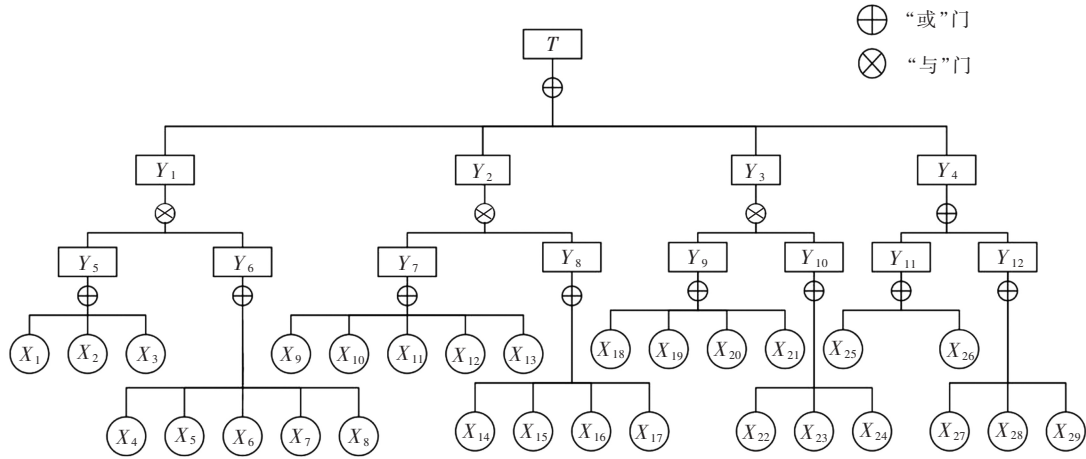 “或”门
T
“与”门
Y1 Y2 Y3 Y4
Y5 Y6 Y7 Y8 Y9 Y10 Y11 Y12
X1 X2 X3 X9 X10 X11 X12 X13 X18 X19 X20 X21 X25 X26
X4 X5 X6 X7 X8 X14 X15 X16 X17 X22 X23 X24 X27 X28 X29